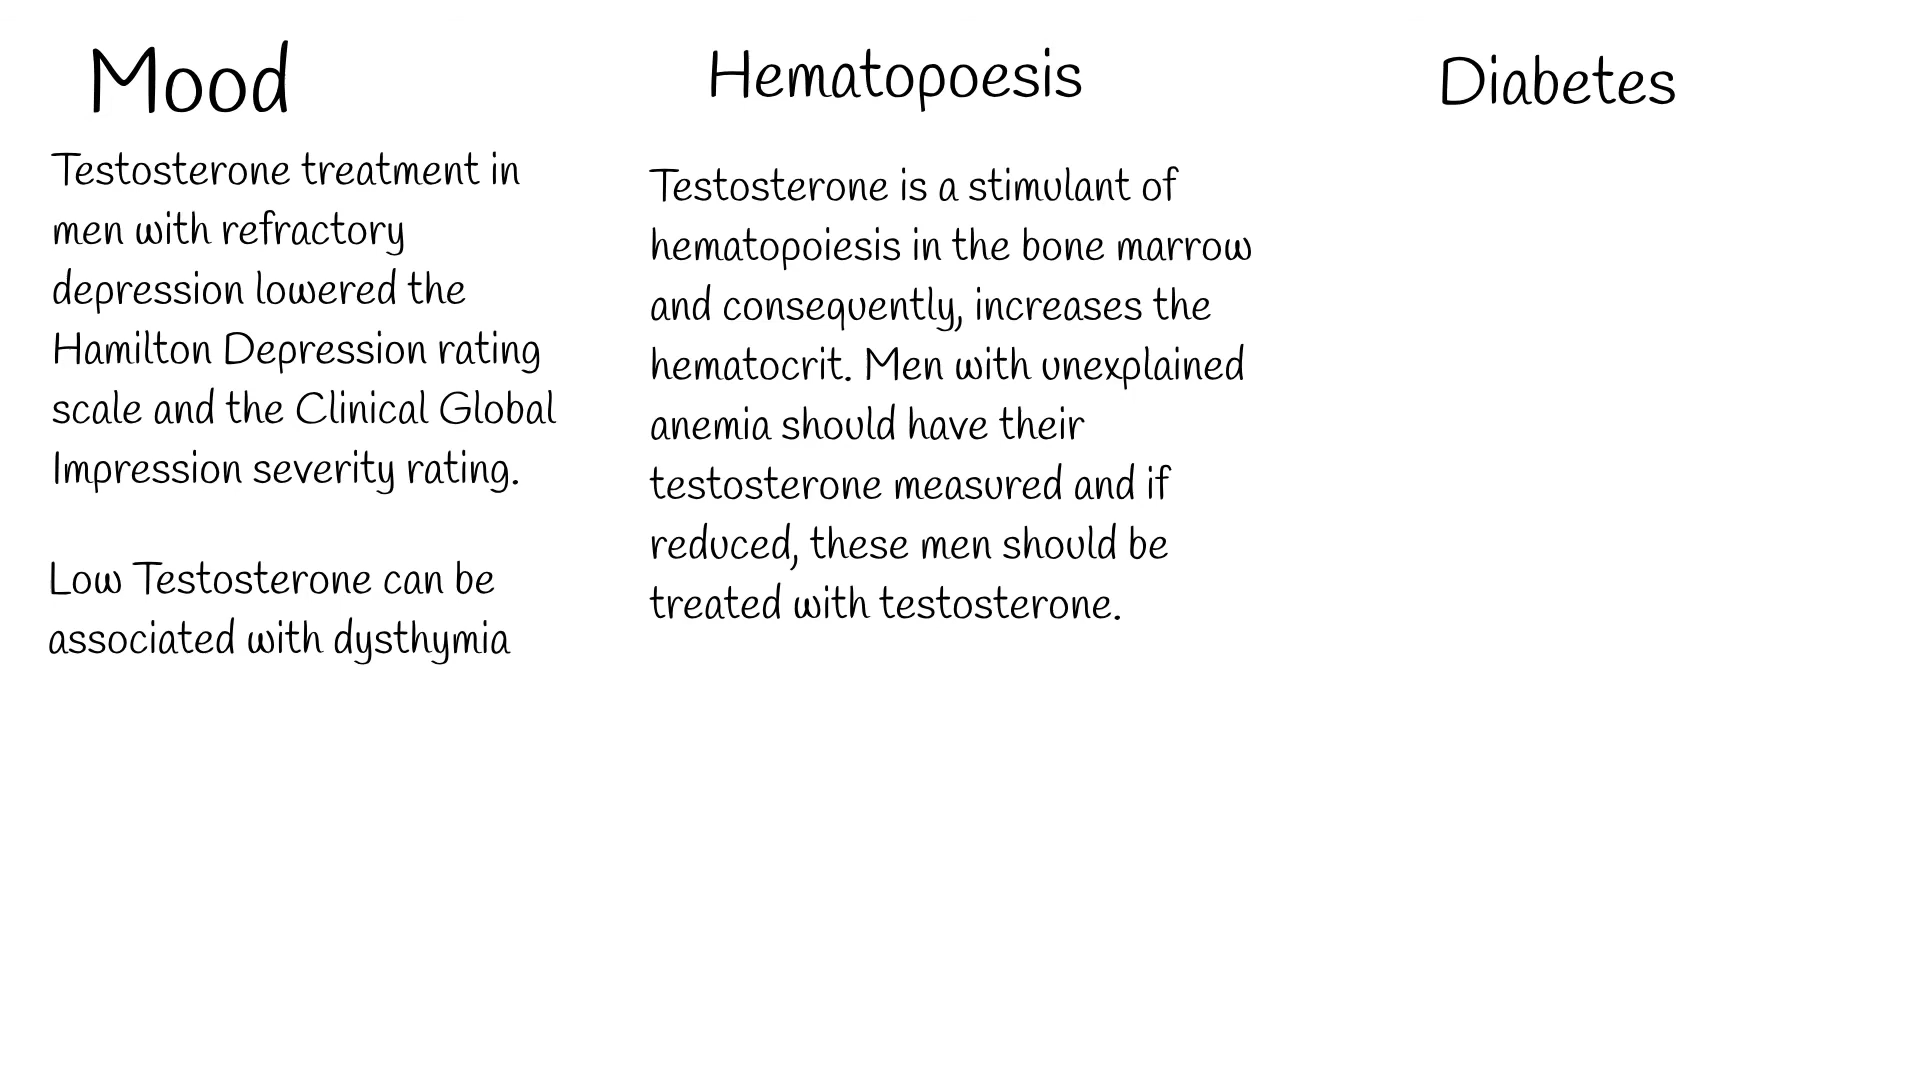 Mood
Testosterone treatment in
men with refractory
depression lowered the
Hamilton Depression rating
scale and the Clinical Global
Impression severity rating.
Low Testosterone can be
associated with dysthymia
Hematopoesis
Testosterone is a stimulant of
hematopoiesis in the bone marrow
and consequently, increases the
hematocrit. Men with unexplained
anemia should have their
testosterone measured and if
reduced, these men should be
treated with testosterone.
Diabetes